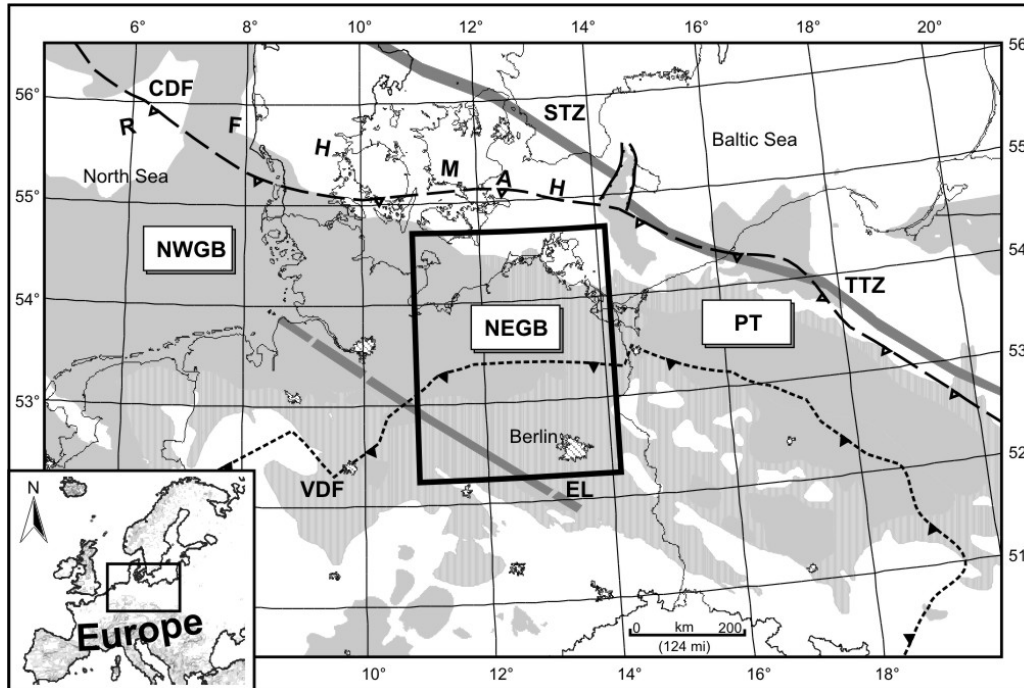 6° 8° 10° 12° 14° 16° 18° 20°
56
56°
CDF
R F
STZ
H
Baltic Sea
55
M A H
North Sea
55°
NWGB
54
54°
TTZ
NEGB
PT
53
53°
Berlin
52
VDF
EL
N
51
0 km 200
(124 mi)
Europe
10° 12° 14° 16° 18°